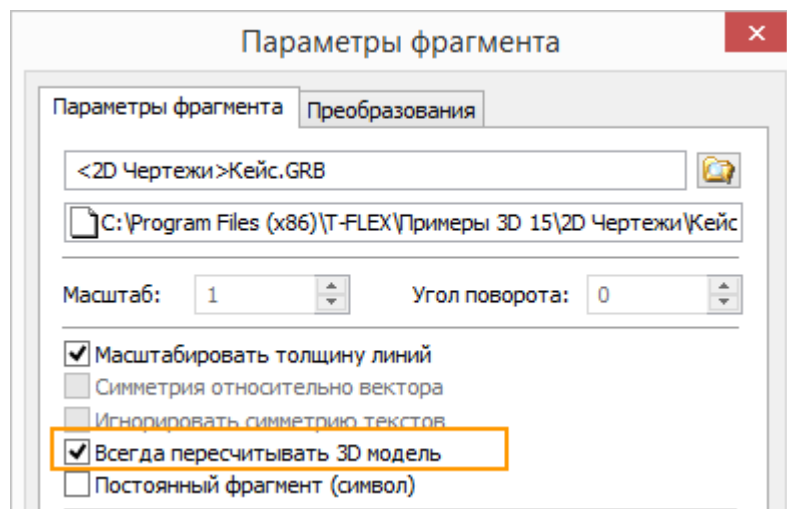 Параметры фрагмента
Параметры фрагмента Преобразования
<2D Чертежи>Кейс.GRB
C:\Program Files (x86)\T-FLEX\Примеры 3D 15\2D Чертежи\Кейс
Масштаб: 1 Угол поворота: 0
Масштабировать толщину линий
Симметрия относительно вектора
Игнорировать симметрию текстов
Всегда пересчитывать 3D модель
Постоянный фрагмент (символ)